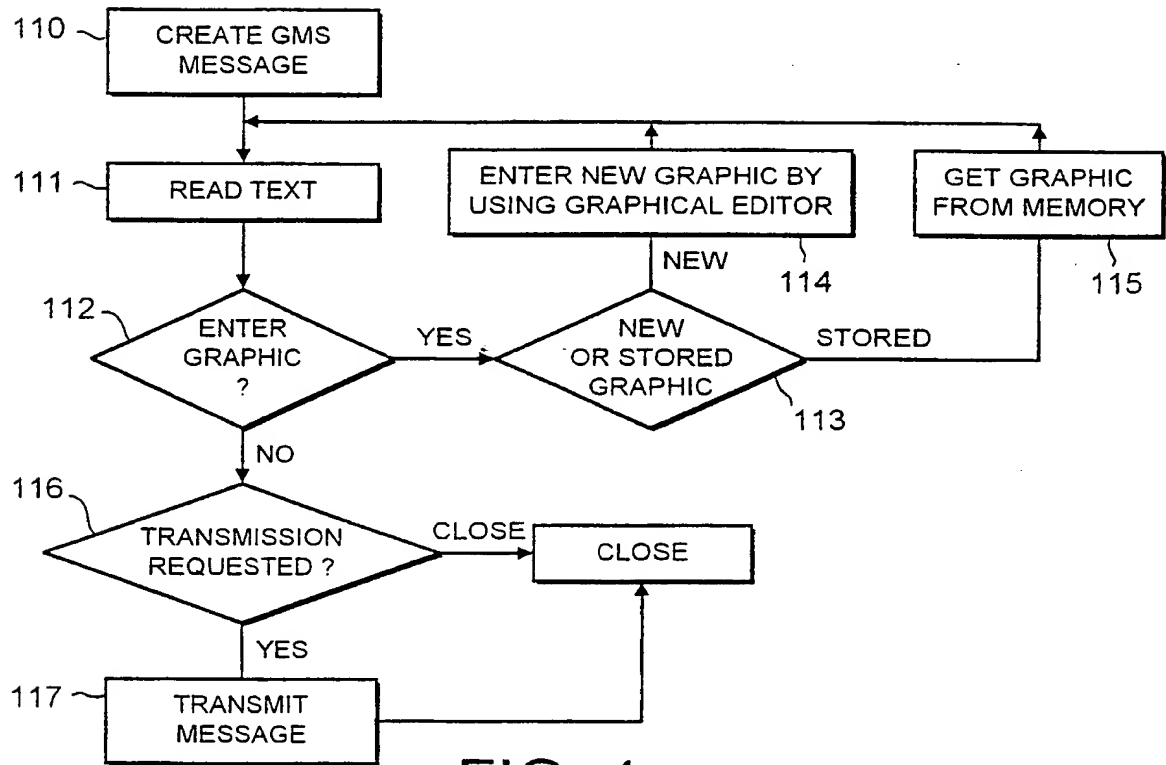 110
CREATE GMS
MESSAGE
111
READ TEXT
ENTER NEW GRAPHIC BY
USING GRAPHICAL EDITOR
114
GET GRAPHIC
FROM MEMORY
115
112
ENTER
GRAPHIC
?
YES
NEW
NEW
OR STORED
GRAPHIC
113
STORED
NO
116
TRANSMISSION
REQUESTED ?
CLOSE
CLOSE
YES
117
TRANSMIT
MESSAGE